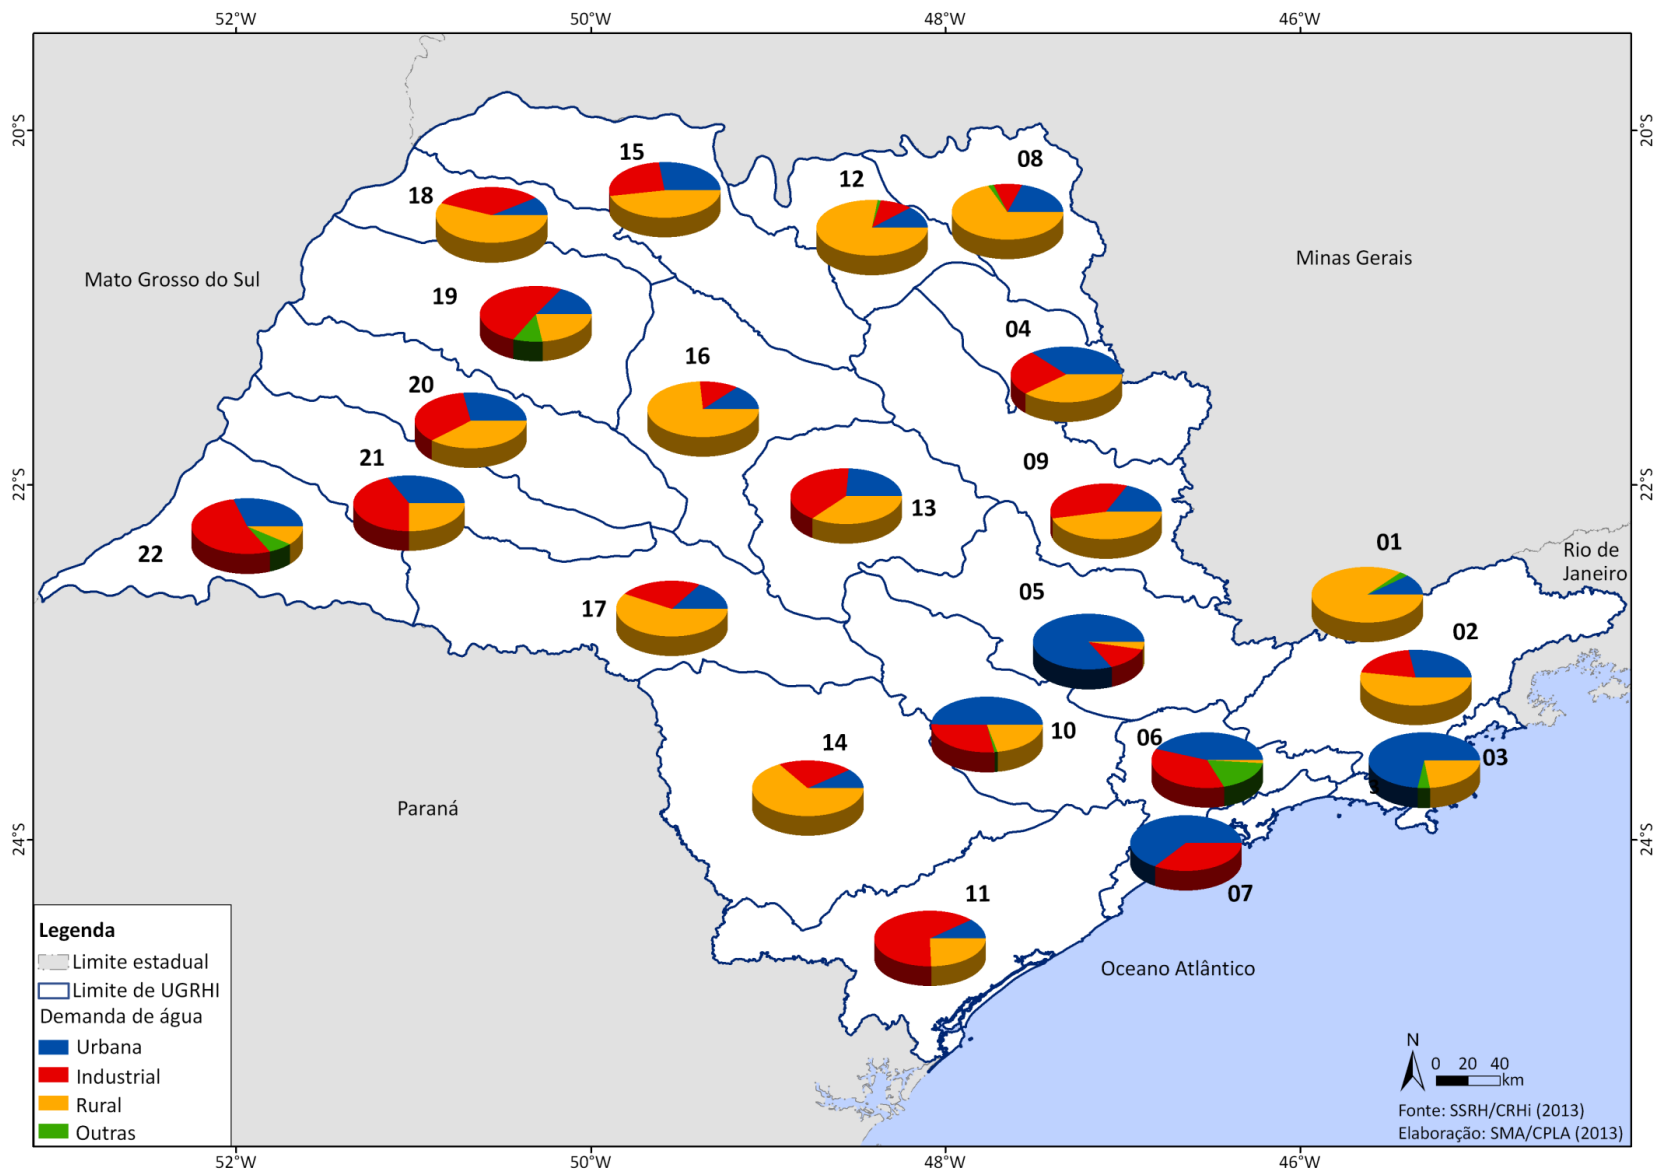 52°W
50°W
48°W
46°W
20°S
20°S
15
08
12
18
Minas Gerais
Mato Grosso do Sul
19
04
16
20
21
09
22°S
22°S
13
22
01
Rio de
Janeiro
05
17
02
10
06
14
03
Paraná
24°S
24°S
07
11
Oceano Atlântico
Legenda
Limite estadual
Limite de UGRHI
Demanda de água
Urbana
Industrial
Rural
Outras
N
0 20 40
km
Fonte: SSRH/CRHi (2013)
Elaboração: SMA/CPLA (2013)
52°W
50°W
48°W
46°W